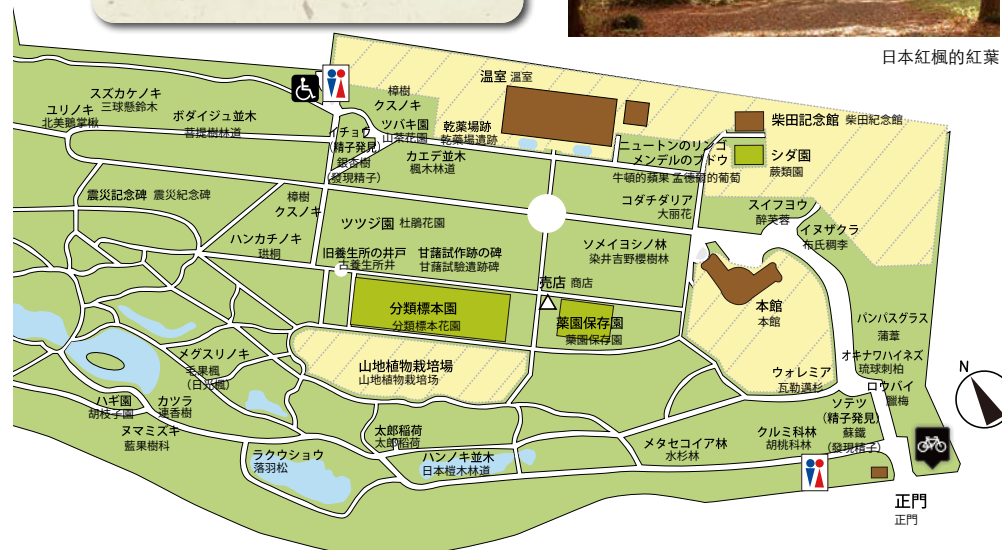 日本紅楓的紅葉
温室 溫室
樟樹
クスノキ
スズカケノキ
三球懸鈴木
ユリノキ
北美鵝掌楸
ボダイジュ並木
菩提樹林道
ツバキ園
山茶花園
乾薬場跡
乾藥場遺跡
イチョウ
(精子発見)
銀杏樹
(發現精子)
カエデ並木
楓木林道
柴田記念館 柴田紀念館
ニュートンのリンゴ
メンデルのブドウ
牛頓的蘋果 孟德爾的葡萄
シダ園
蕨類園
震災記念碑 震災紀念碑
樟樹
クスノキ
コダチダリア
大丽花
スイフヨウ
醉芙蓉
ツツジ園 杜鵑花園
イヌザクラ
布氏稠李
ハンカチノキ
珙桐
旧養生所の井戸
古養生所井
甘藷試作跡の碑
甘藷試驗遺跡碑
ソメイヨシノ林
染井吉野櫻樹林
売店 商店
分類標本園
分類標本花園
薬園保存園
藥園保存園
本館
本館
パンパスグラス
蒲葦
メグスリノキ
毛果楓
(日光楓)
山地植物栽培場
山地植物栽培场
オキナワハイネズ
琉球刺柏
ウォレミア
瓦勒邁杉
ロウバイ
臘梅
N
ハギ園
胡枝子園
カツラ
連香樹
ソテツ
(精子発見)
蘇鐵
(發現精子)
ヌマミズキ
藍果樹科
太郎稲荷
太郎稻荷
メタセコイア林
水杉林
クルミ科林
胡桃科林
ラクウショウ
落羽松
ハンノキ並木
日本榿木林道
正門
正門